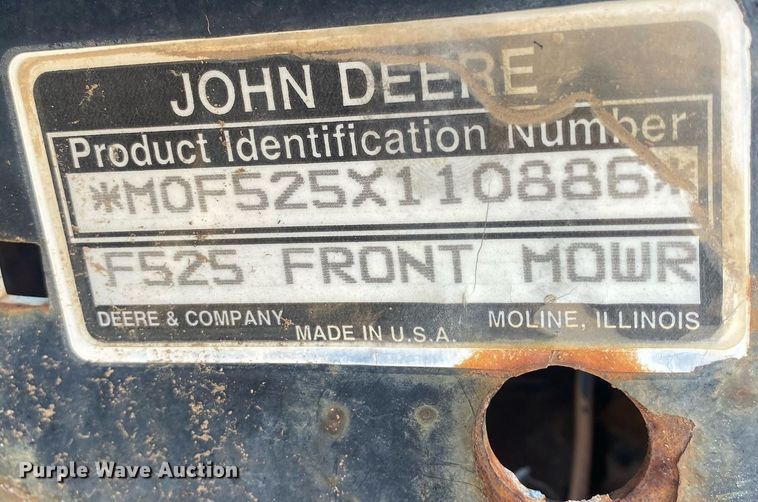 JOHN DEERE
Product Identification Number
*M0F525X110886*
F525 FRONT MOWR
DEERE & COMPANY
MADE IN U.S.A.
MOLINE, ILLINOIS
Purple Wave Auction